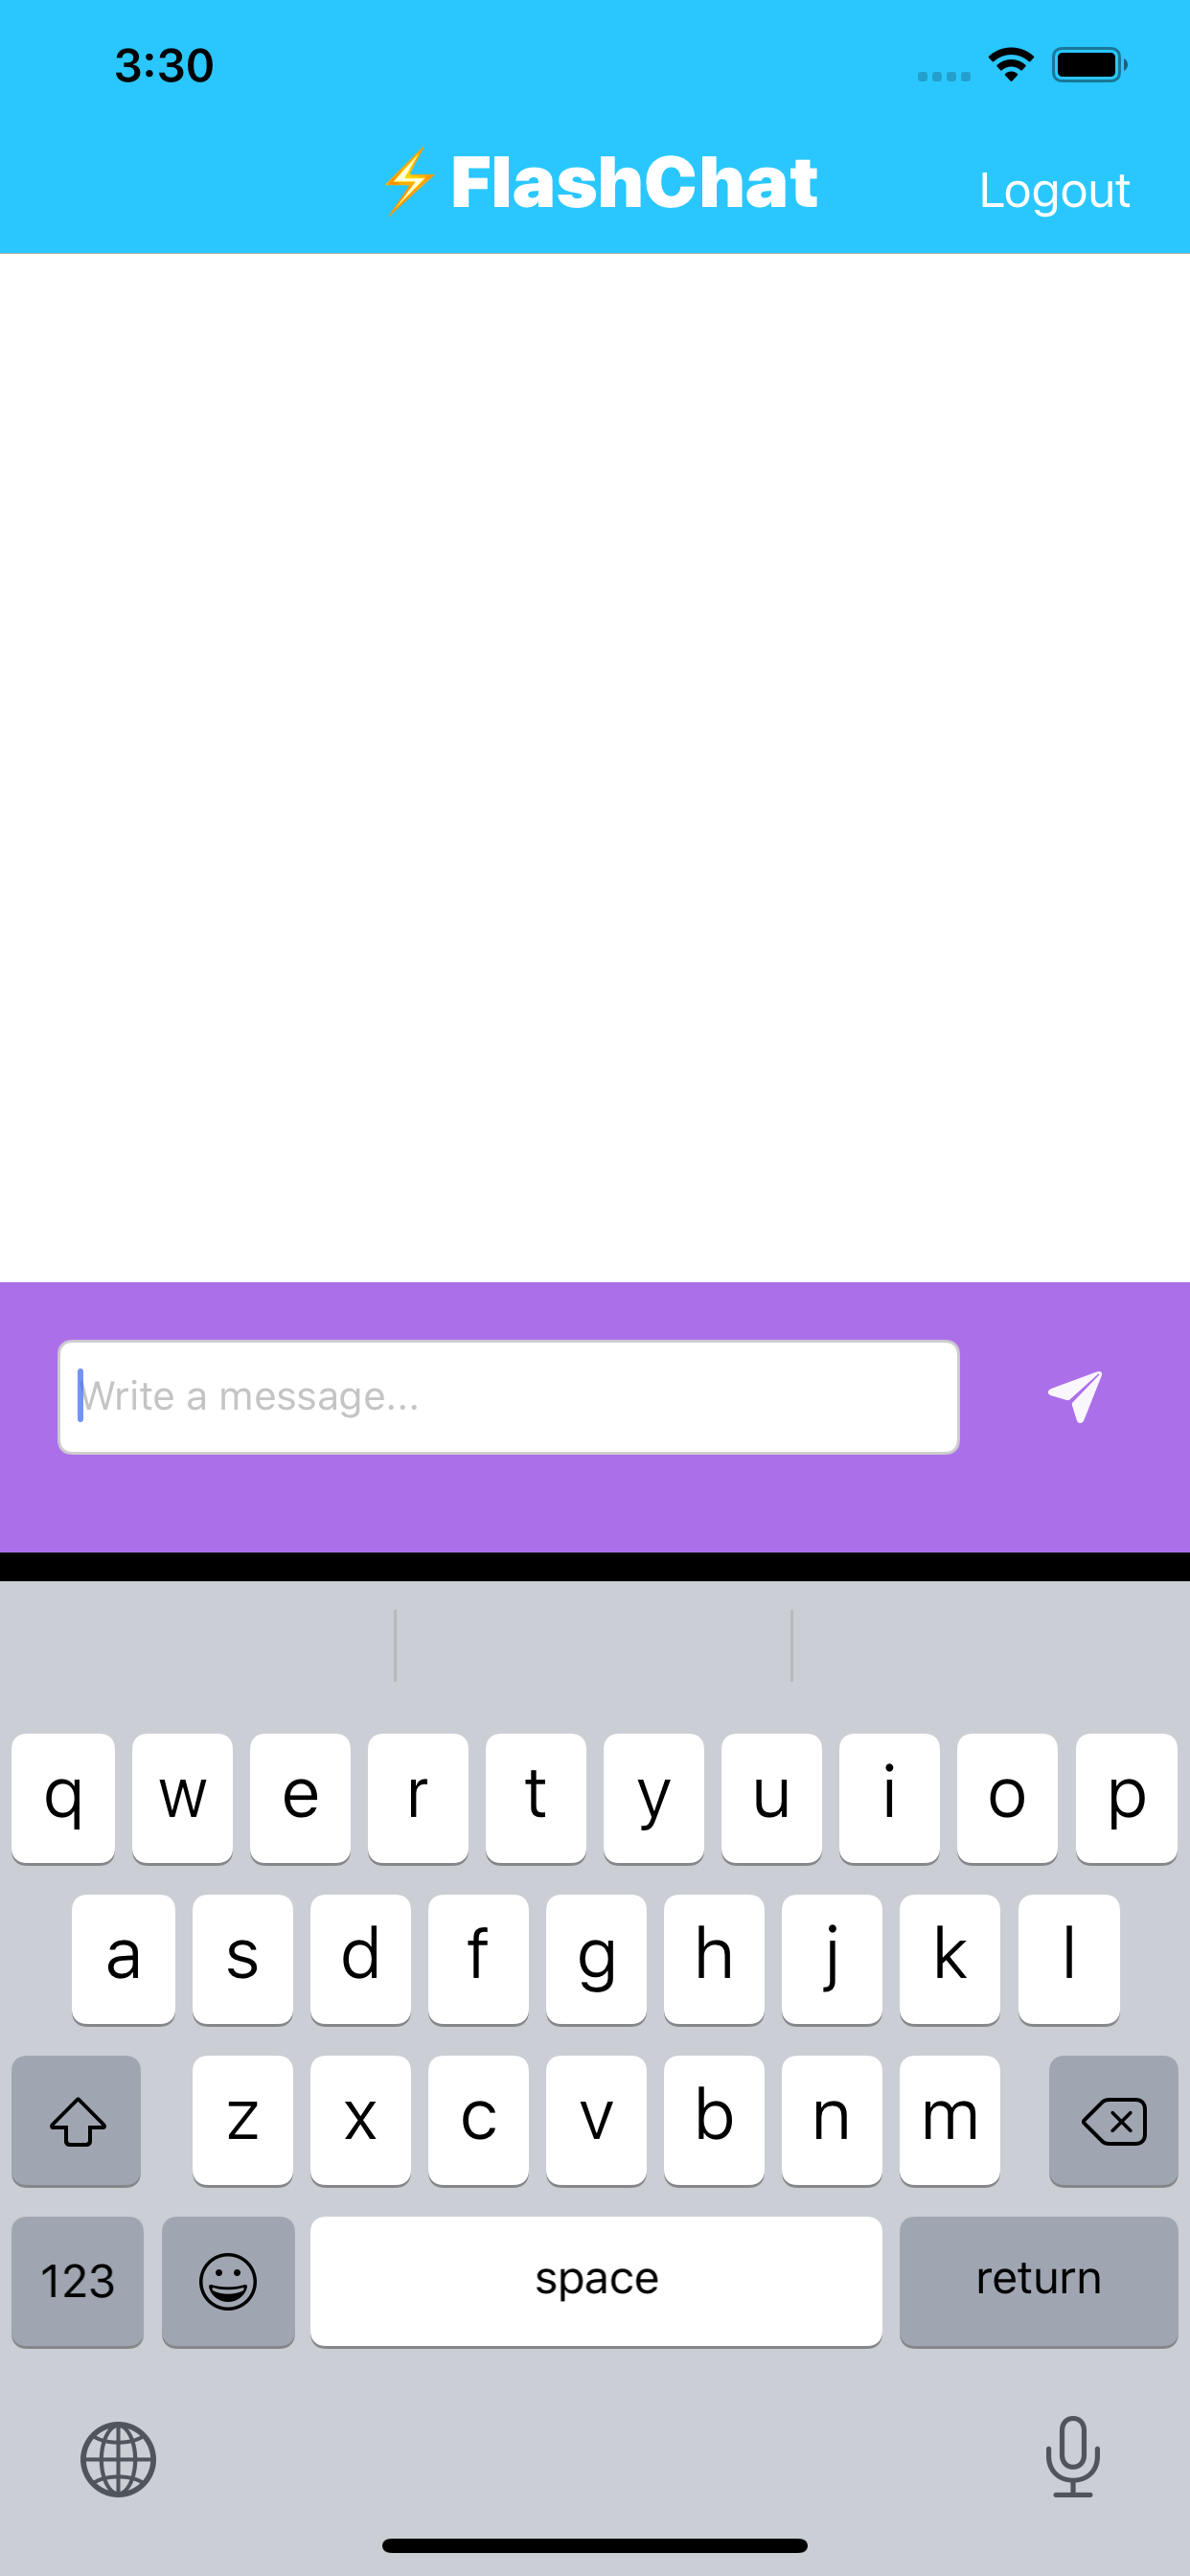 3:30
⚡FlashChat
Logout
Write a message...
q w e r t y u i o p
a s d f g h j k l
z x c v b n m
123 space return